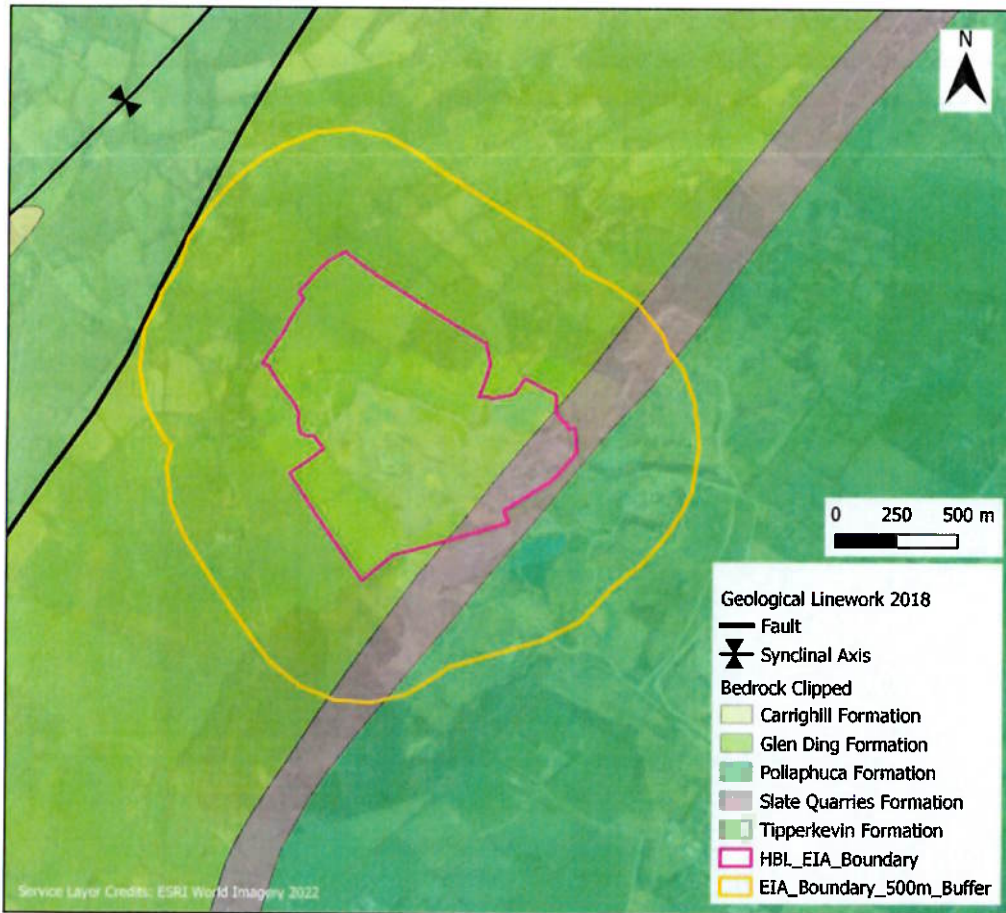 N
0 250 500 m
Geological Linework 2018
Fault
Synclinal Axis
Bedrock Clipped
Carrighill Formation
Glen Ding Formation
Pollaphuca Formation
Slate Quarries Formation
Tipperkevin Formation
HBL_EIA_Boundary
EIA_Boundary_500m_Buffer
Service Layer Credits: ESRI World Imagery 2022